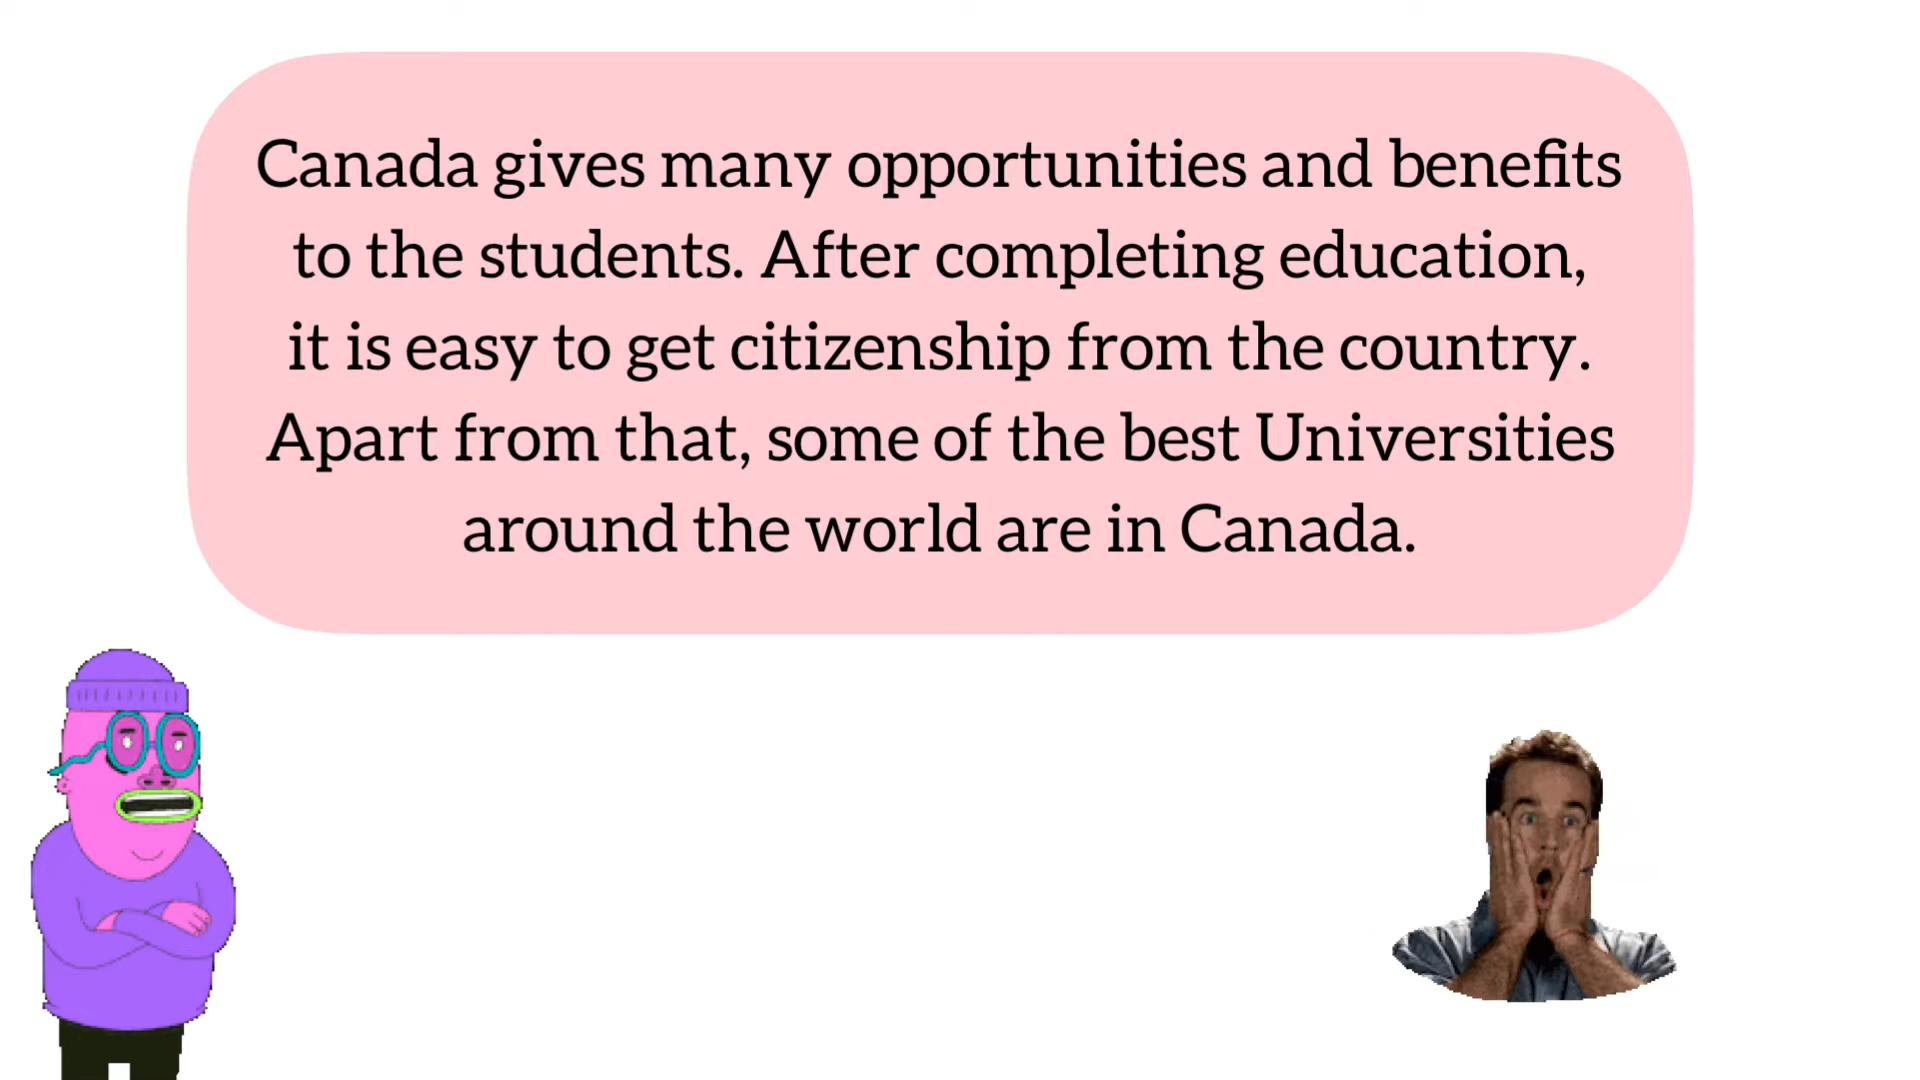 Canada gives many opportunities and benefits
to the students. After completing education,
it is easy to get citizenship from the country.
Apart from that, some of the best Universities
around the world are in Canada.